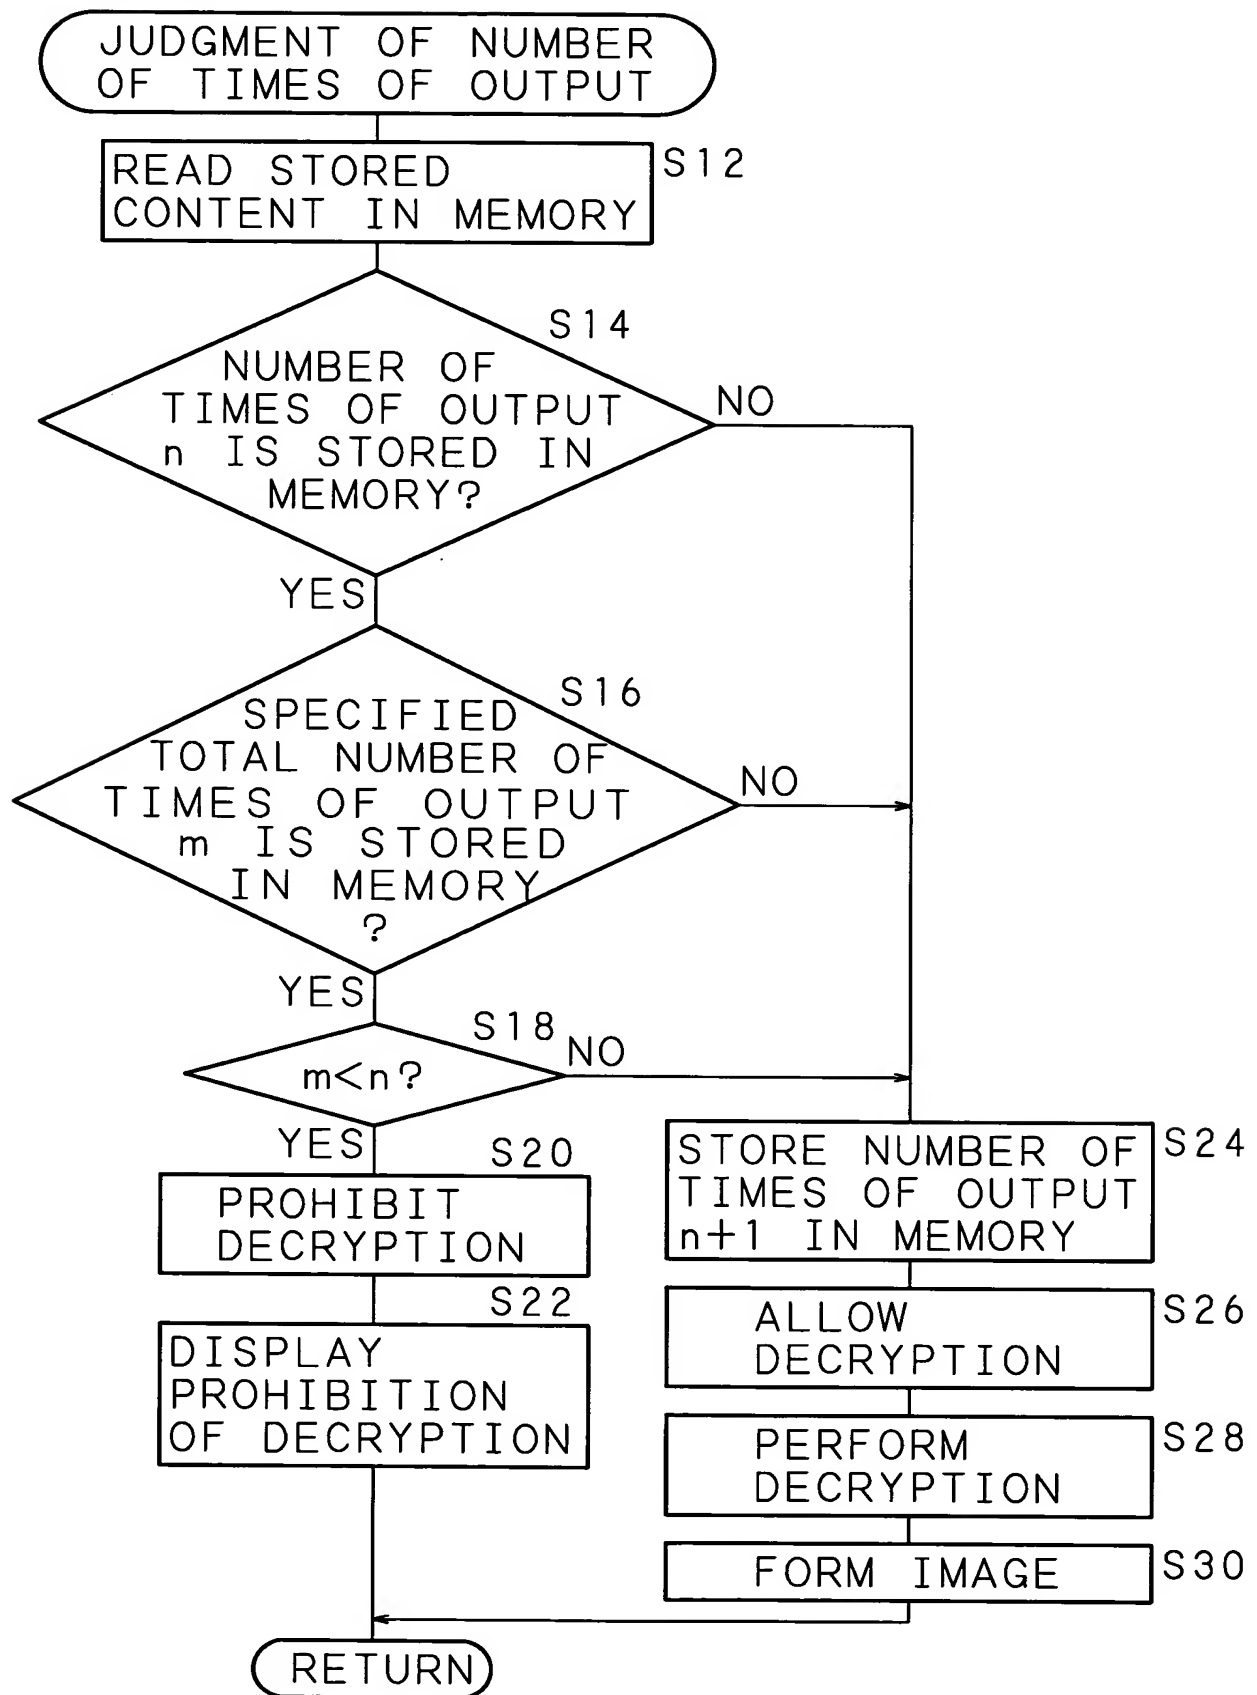 JUDGMENT OF NUMBER
OF TIMES OF OUTPUT
READ STORED
CONTENT IN MEMORY
S12
S14
NUMBER OF
TIMES OF OUTPUT
n IS STORED IN
MEMORY?
NO
YES
S16
SPECIFIED
TOTAL NUMBER OF
TIMES OF OUTPUT
m IS STORED
IN MEMORY
?
NO
YES
S18
m<n?
NO
YES
S20
PROHIBIT
DECRYPTION
S22
DISPLAY
PROHIBITION
OF DECRYPTION
STORE NUMBER OF
TIMES OF OUTPUT
n+1 IN MEMORY
S24
ALLOW
DECRYPTION
S26
PERFORM
DECRYPTION
S28
FORM IMAGE
S30
RETURN